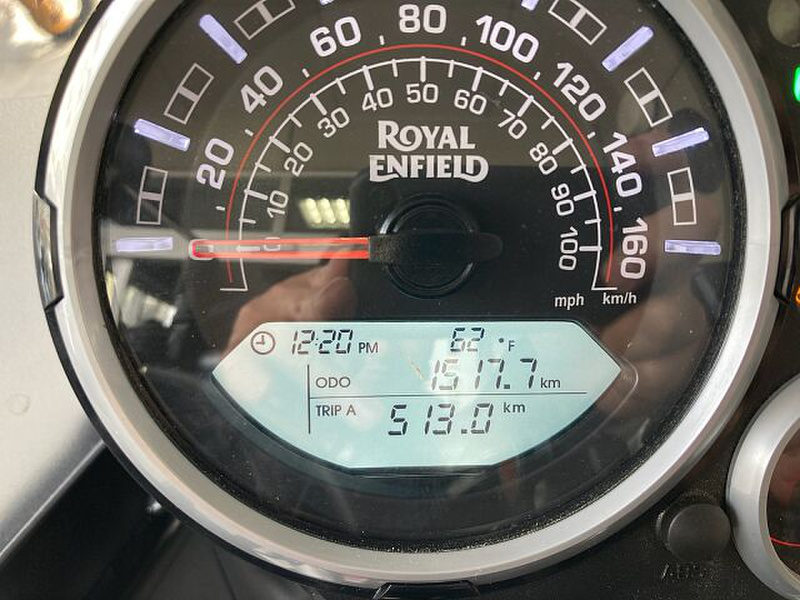 20 40 60 80 100 120 140 160
0 10 20 30 40 50 60 70 80 90 100
ROYAL
ENFIELD
mph km/h
12:20 PM 62 °F
ODO 1517.7 km
TRIP A 513.0 km